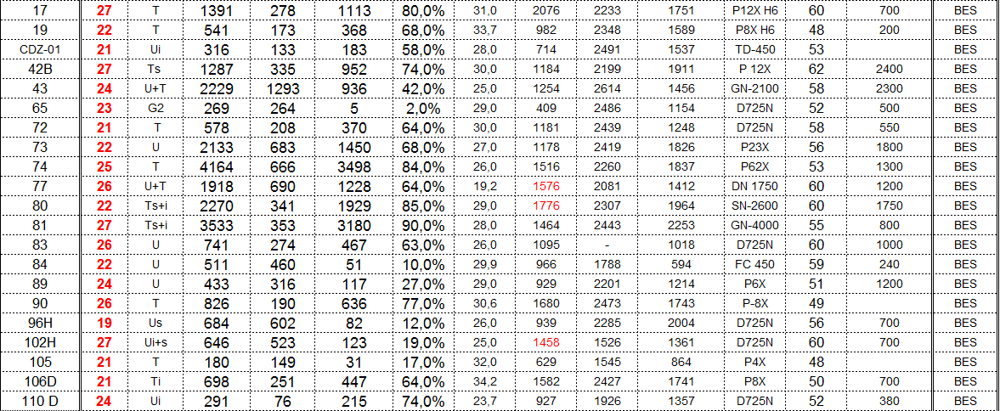 17 27 T 1391 278 1113 80,0% 31,0 2076 2233 1751 P12X H6 60 700 BES
19 22 T 541 173 368 68,0% 33,7 982 2348 1589 P8X H6 48 200 BES
CDZ-01 21 Ui 316 133 183 58,0% 28,0 714 2491 1537 TD-450 53 BES
42B 27 Ts 1287 335 952 74,0% 30,0 1184 2199 1911 P 12X 62 2400 BES
43 24 U+T 2229 1293 936 42,0% 25,0 1254 2614 1456 GN-2100 58 2300 BES
65 23 G2 269 264 5 2,0% 29,0 409 2486 1154 D725N 52 500 BES
72 21 T 578 208 370 64,0% 30,0 1181 2439 1248 D725N 58 550 BES
73 22 U 2133 683 1450 68,0% 27,0 1178 2419 1826 P23X 56 1800 BES
74 25 T 4164 666 3498 84,0% 26,0 1516 2260 1837 P62X 53 1300 BES
77 26 U+T 1918 690 1228 64,0% 19,2 1576 2081 1412 DN 1750 60 1200 BES
80 22 Ts+i 2270 341 1929 85,0% 29,0 1776 2307 1964 SN-2600 60 1750 BES
81 27 Ts+i 3533 353 3180 90,0% 28,0 1464 2443 2253 GN-4000 55 800 BES
83 26 U 741 274 467 63,0% 26,0 1095 - 1018 D725N 60 1000 BES
84 22 U 511 460 51 10,0% 29,9 966 1788 594 FC 450 59 240 BES
89 24 U 433 316 117 27,0% 29,0 929 2201 1214 P6X 51 1200 BES
90 26 T 826 190 636 77,0% 30,6 1680 2473 1743 P-8X 49 BES
96H 19 Us 684 602 82 12,0% 26,0 939 2285 2004 D725N 56 700 BES
102H 27 Ui+s 646 523 123 19,0% 25,0 1458 1526 1361 D725N 60 700 BES
105 21 T 180 149 31 17,0% 32,0 629 1545 864 P4X 48 BES
106D 21 Ti 698 251 447 64,0% 34,2 1582 2427 1741 P8X 50 700 BES
110 D 24 Ui 291 76 215 74,0% 23,7 927 1926 1357 D725N 52 380 BES